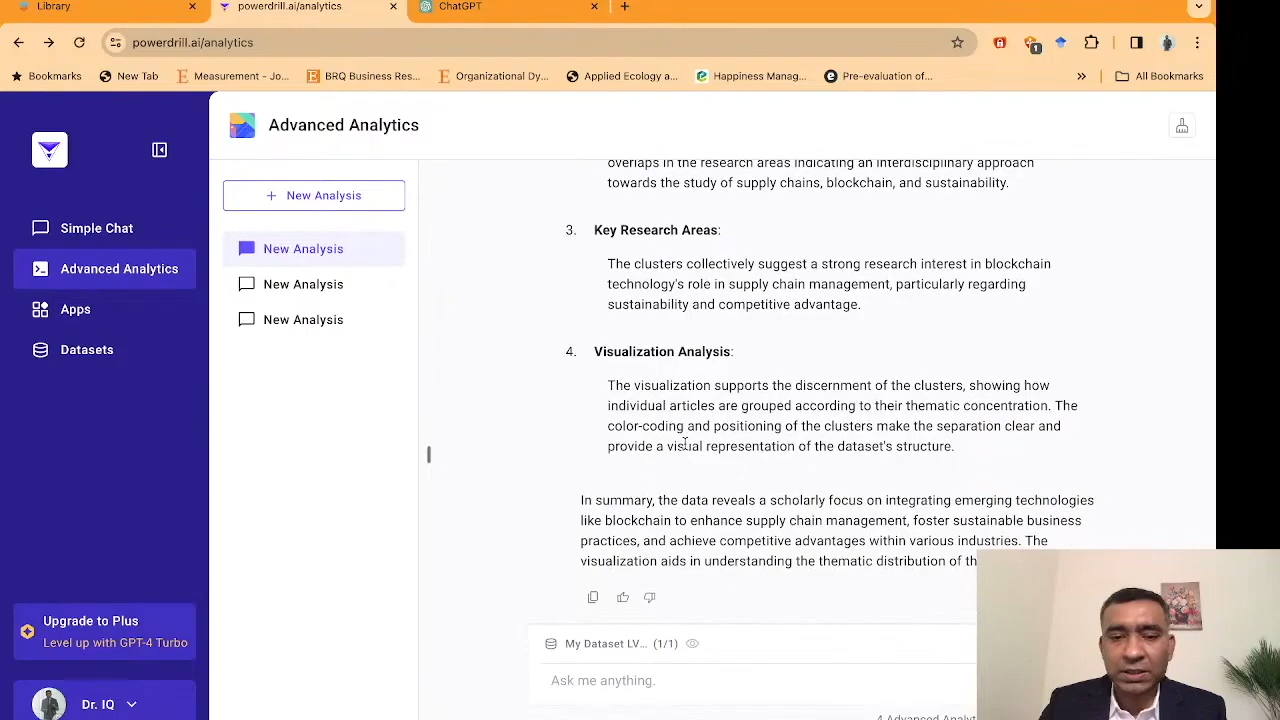 Library
powerdrill.ai/analytics
ChatGPT
powerdrill.ai/analytics
1
Bookmarks
New Tab
Measurement - Jo...
BRQ Business Res...
Organizational Dy...
Applied Ecology a...
Happiness Manag...
Pre-evaluation of...
All Bookmarks
Advanced Analytics
Simple Chat
Advanced Analytics
Apps
Datasets
Upgrade to Plus
Level up with GPT-4 Turbo
Dr. IQ
+ New Analysis
New Analysis
New Analysis
New Analysis
overlaps in the research areas indicating an interdisciplinary approach
towards the study of supply chains, blockchain, and sustainability.
3. Key Research Areas:
The clusters collectively suggest a strong research interest in blockchain
technology's role in supply chain management, particularly regarding
sustainability and competitive advantage.
4. Visualization Analysis:
The visualization supports the discernment of the clusters, showing how
individual articles are grouped according to their thematic concentration. The
color-coding and positioning of the clusters make the separation clear and
provide a visual representation of the dataset's structure.
In summary, the data reveals a scholarly focus on integrating emerging technologies
like blockchain to enhance supply chain management, foster sustainable business
practices, and achieve competitive advantages within various industries. The
visualization aids in understanding the thematic distribution of
My Dataset LV... (1/1)
Ask me anything.
4 Advanced